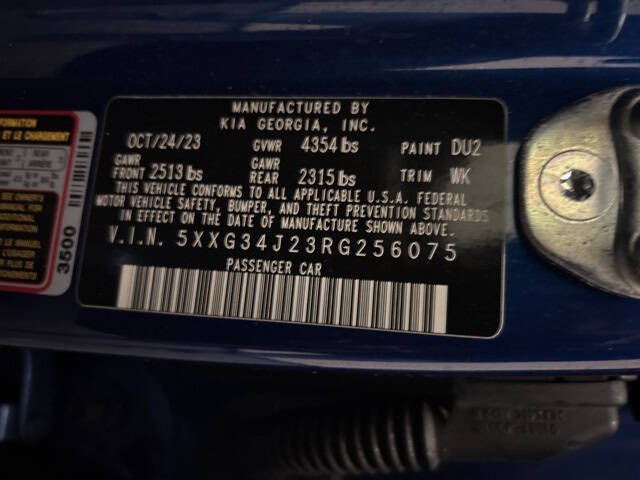 MANUFACTURED BY
KIA GEORGIA, INC.
OCT/24/23 GVWR 4354 lbs PAINT DU2
GAWR FRONT 2513 lbs GAWR REAR 2315 lbs TRIM WK
THIS VEHICLE CONFORMS TO ALL APPLICABLE U.S.A. FEDERAL
MOTOR VEHICLE SAFETY, BUMPER, AND THEFT PREVENTION STANDARDS
IN EFFECT ON THE DATE OF MANUFACTURE SHOWN ABOVE.
V.I.N. 5XXG34J23RG256075
PASSENGER CAR
3500